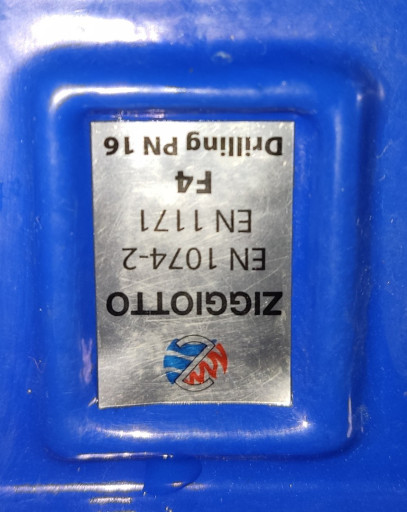 ZIGGIOTTO
EN 1074-2
EN 1171
F4
Drilling PN 16